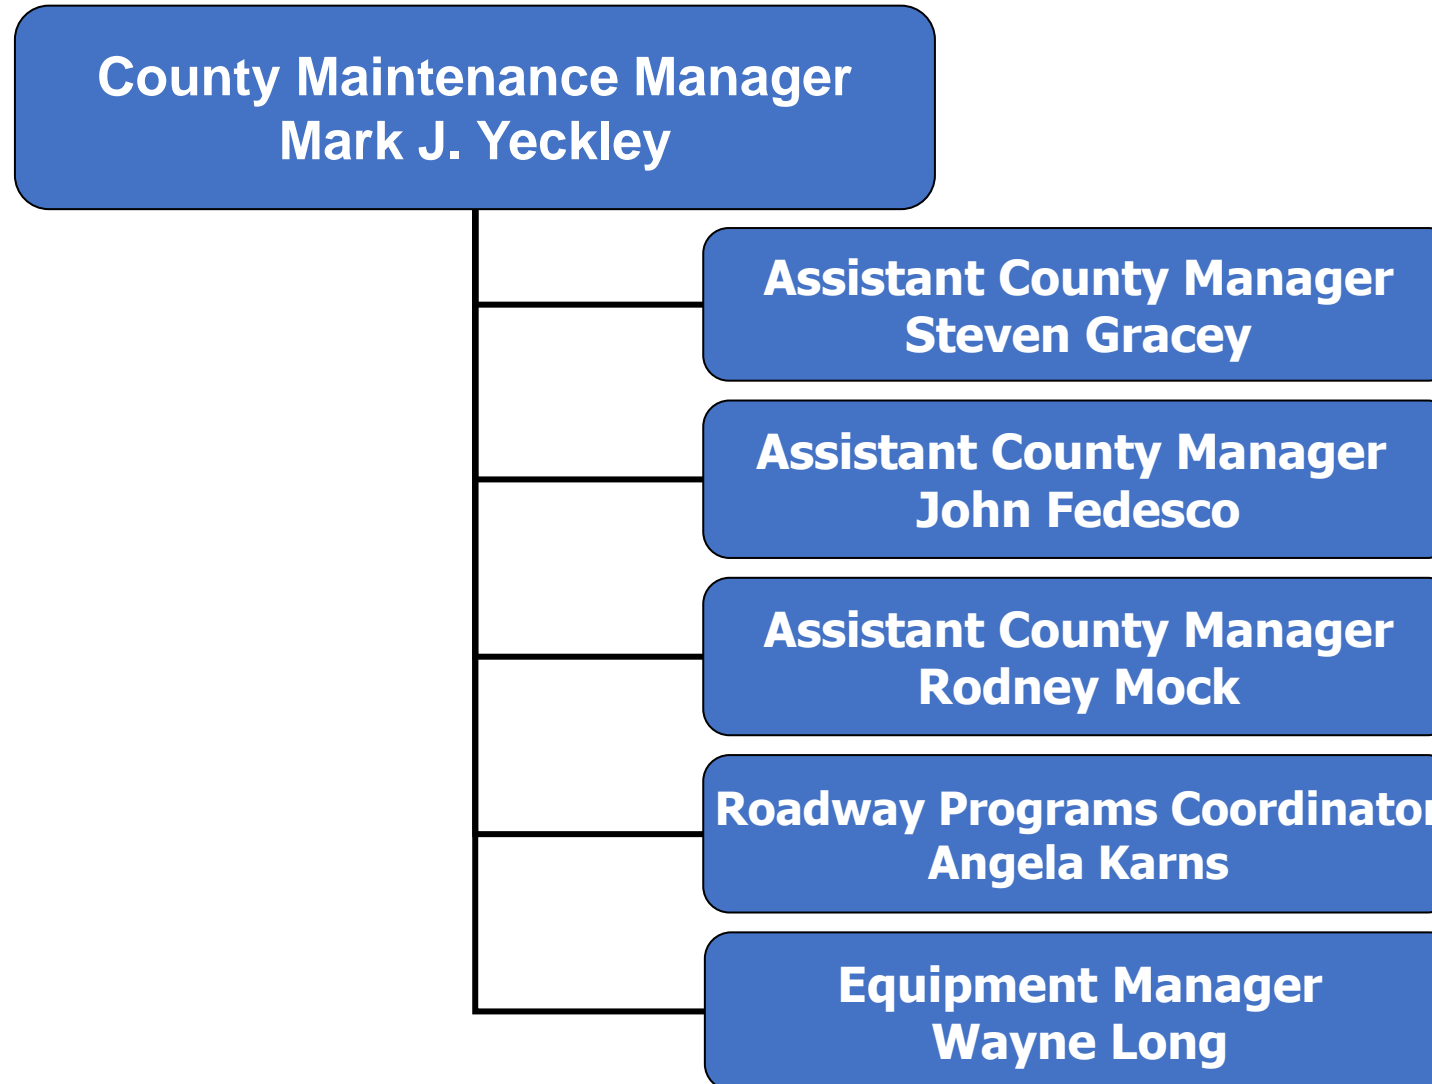 County Maintenance Manager
Mark J. Yeckley
Assistant County Manager
Steven Gracey
Assistant County Manager
John Fedesco
Assistant County Manager
Rodney Mock
Roadway Programs Coordinator
Angela Karns
Equipment Manager
Wayne Long